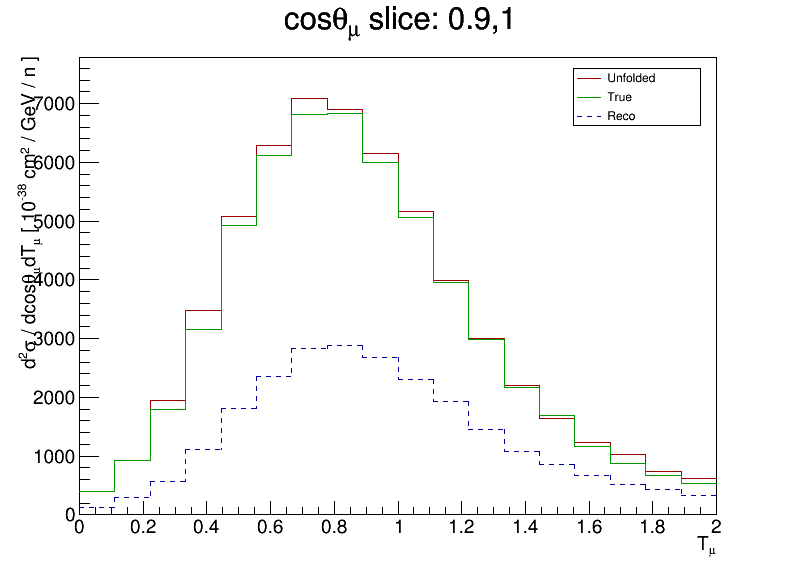 cosθμ slice: 0.9,1
d²σ / dcosθμdTμ [ 10⁻³⁸ cm² / GeV / n ]
7000
6000
5000
4000
3000
2000
1000
0
Unfolded
True
Reco
0 0.2 0.4 0.6 0.8 1 1.2 1.4 1.6 1.8 2
Tμ